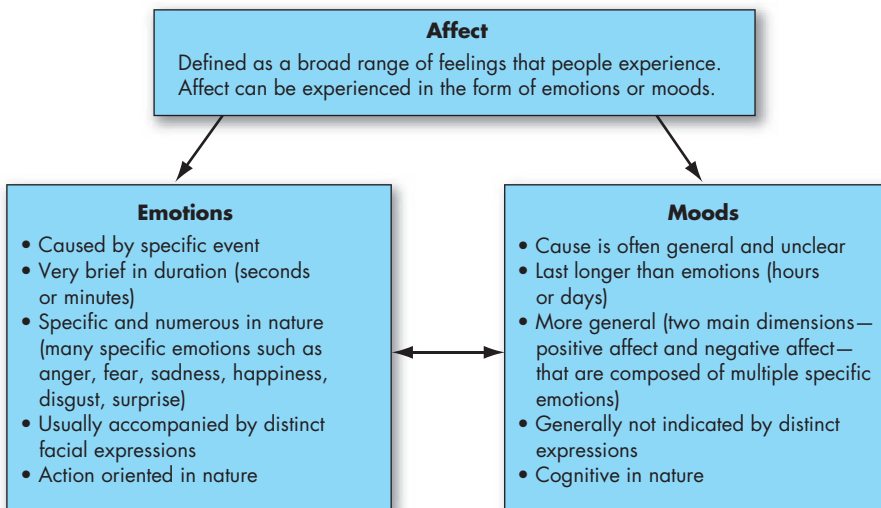 Affect
Defined as a broad range of feelings that people experience.
Affect can be experienced in the form of emotions or moods.
Emotions
• Caused by specific event
• Very brief in duration (seconds
or minutes)
• Specific and numerous in nature
(many specific emotions such as
anger, fear, sadness, happiness,
disgust, surprise)
• Usually accompanied by distinct
facial expressions
• Action oriented in nature
Moods
• Cause is often general and unclear
• Last longer than emotions (hours
or days)
• More general (two main dimensions—
positive affect and negative affect—
that are composed of multiple specific
emotions)
• Generally not indicated by distinct
expressions
• Cognitive in nature